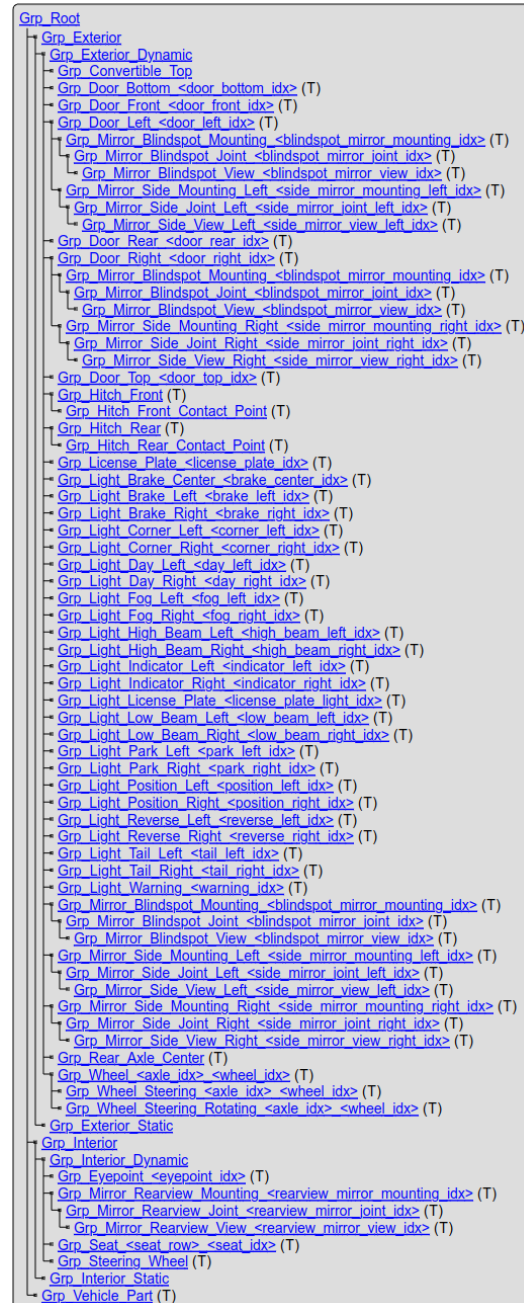 Grp_Root
Grp_Exterior
Grp_Exterior_Dynamic
Grp_Convertible_Top
Grp_Door_Bottom_<door_bottom_idx> (T)
Grp_Door_Front_<door_front_idx> (T)
Grp_Door_Left_<door_left_idx> (T)
Grp_Mirror_Blindspot_Mounting_<blindspot_mirror_mounting_idx> (T)
Grp_Mirror_Blindspot_Joint_<blindspot_mirror_joint_idx> (T)
Grp_Mirror_Blindspot_View_<blindspot_mirror_view_idx> (T)
Grp_Mirror_Side_Mounting_Left_<side_mirror_mounting_left_idx> (T)
Grp_Mirror_Side_Joint_Left_<side_mirror_joint_left_idx> (T)
Grp_Mirror_Side_View_Left_<side_mirror_view_left_idx> (T)
Grp_Door_Rear_<door_rear_idx> (T)
Grp_Door_Right_<door_right_idx> (T)
Grp_Mirror_Blindspot_Mounting_<blindspot_mirror_mounting_idx> (T)
Grp_Mirror_Blindspot_Joint_<blindspot_mirror_joint_idx> (T)
Grp_Mirror_Blindspot_View_<blindspot_mirror_view_idx> (T)
Grp_Mirror_Side_Mounting_Right_<side_mirror_mounting_right_idx> (T)
Grp_Mirror_Side_Joint_Right_<side_mirror_joint_right_idx> (T)
Grp_Mirror_Side_View_Right_<side_mirror_view_right_idx> (T)
Grp_Door_Top_<door_top_idx> (T)
Grp_Hitch_Front (T)
Grp_Hitch_Front_Contact_Point (T)
Grp_Hitch_Rear (T)
Grp_Hitch_Rear_Contact_Point (T)
Grp_License_Plate_<license_plate_idx> (T)
Grp_Light_Brake_Center_<brake_center_idx> (T)
Grp_Light_Brake_Left_<brake_left_idx> (T)
Grp_Light_Brake_Right_<brake_right_idx> (T)
Grp_Light_Corner_Left_<corner_left_idx> (T)
Grp_Light_Corner_Right_<corner_right_idx> (T)
Grp_Light_Day_Left_<day_left_idx> (T)
Grp_Light_Day_Right_<day_right_idx> (T)
Grp_Light_Fog_Left_<fog_left_idx> (T)
Grp_Light_Fog_Right_<fog_right_idx> (T)
Grp_Light_High_Beam_Left_<high_beam_left_idx> (T)
Grp_Light_High_Beam_Right_<high_beam_right_idx> (T)
Grp_Light_Indicator_Left_<indicator_left_idx> (T)
Grp_Light_Indicator_Right_<indicator_right_idx> (T)
Grp_Light_License_Plate_<license_plate_light_idx> (T)
Grp_Light_Low_Beam_Left_<low_beam_left_idx> (T)
Grp_Light_Low_Beam_Right_<low_beam_right_idx> (T)
Grp_Light_Park_Left_<park_left_idx> (T)
Grp_Light_Park_Right_<park_right_idx> (T)
Grp_Light_Position_Left_<position_left_idx> (T)
Grp_Light_Position_Right_<position_right_idx> (T)
Grp_Light_Reverse_Left_<reverse_left_idx> (T)
Grp_Light_Reverse_Right_<reverse_right_idx> (T)
Grp_Light_Tail_Left_<tail_left_idx> (T)
Grp_Light_Tail_Right_<tail_right_idx> (T)
Grp_Light_Warning_<warning_idx> (T)
Grp_Mirror_Blindspot_Mounting_<blindspot_mirror_mounting_idx> (T)
Grp_Mirror_Blindspot_Joint_<blindspot_mirror_joint_idx> (T)
Grp_Mirror_Blindspot_View_<blindspot_mirror_view_idx> (T)
Grp_Mirror_Side_Mounting_Left_<side_mirror_mounting_left_idx> (T)
Grp_Mirror_Side_Joint_Left_<side_mirror_joint_left_idx> (T)
Grp_Mirror_Side_View_Left_<side_mirror_view_left_idx> (T)
Grp_Mirror_Side_Mounting_Right_<side_mirror_mounting_right_idx> (T)
Grp_Mirror_Side_Joint_Right_<side_mirror_joint_right_idx> (T)
Grp_Mirror_Side_View_Right_<side_mirror_view_right_idx> (T)
Grp_Rear_Axle_Center (T)
Grp_Wheel_<axle_idx>_<wheel_idx> (T)
Grp_Wheel_Steering_<axle_idx>_<wheel_idx> (T)
Grp_Wheel_Steering_Rotating_<axle_idx>_<wheel_idx> (T)
Grp_Exterior_Static
Grp_Interior
Grp_Interior_Dynamic
Grp_Eyepoint_<eyepoint_idx> (T)
Grp_Mirror_Rearview_Mounting_<rearview_mirror_mounting_idx> (T)
Grp_Mirror_Rearview_Joint_<rearview_mirror_joint_idx> (T)
Grp_Mirror_Rearview_View_<rearview_mirror_view_idx> (T)
Grp_Seat_<seat_row>_<seat_idx> (T)
Grp_Steering_Wheel (T)
Grp_Interior_Static
Grp_Vehicle_Part (T)